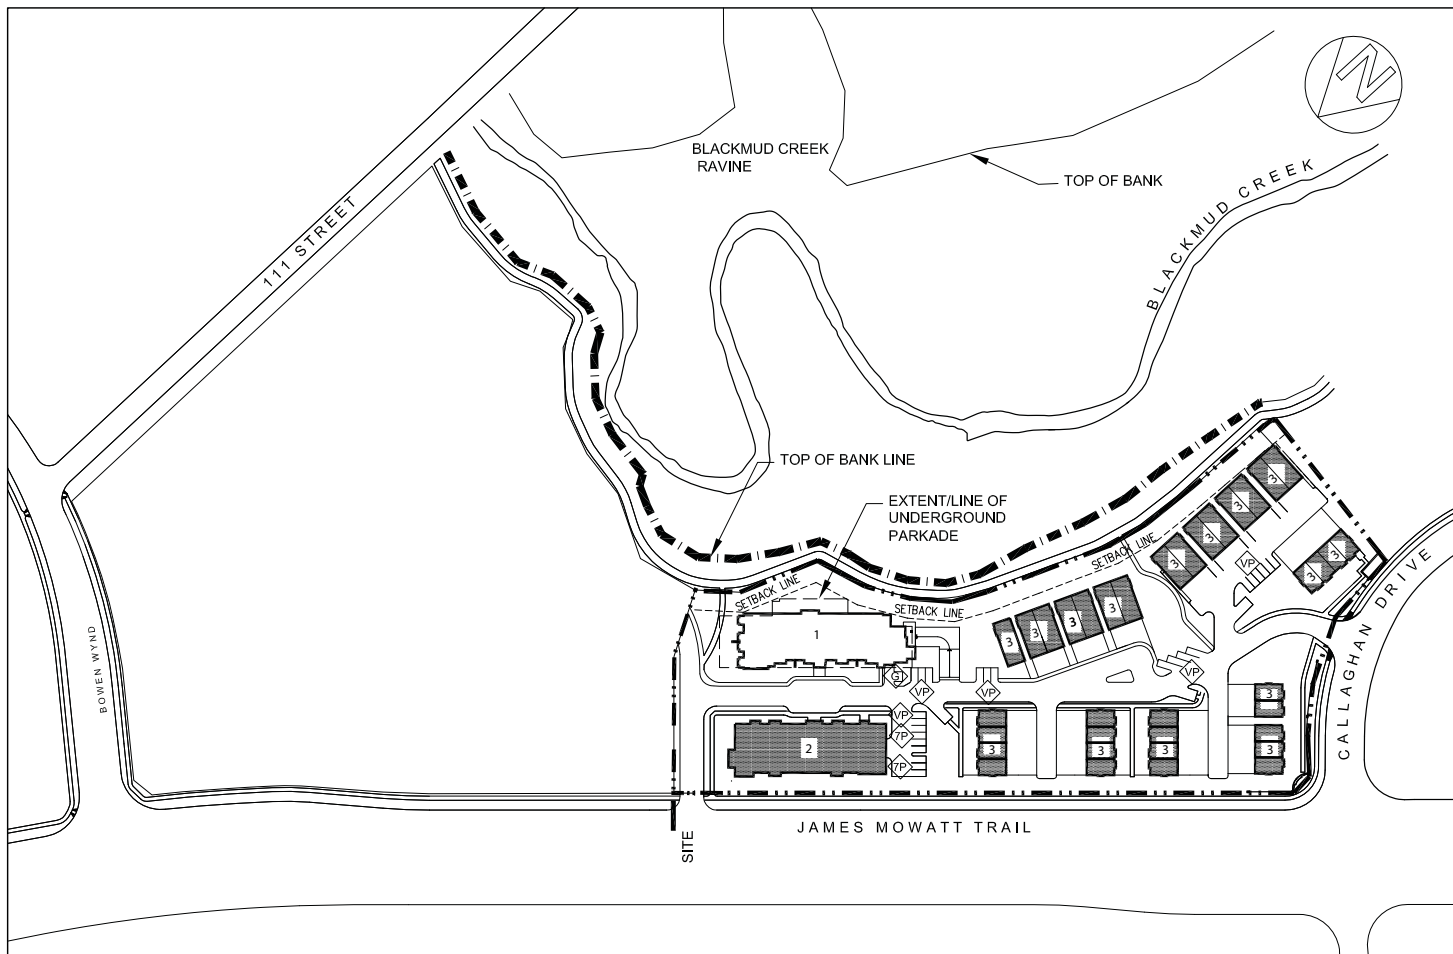 N
BLACKMUD CREEK
RAVINE
TOP OF BANK
BLACKMUD CREEK
111 STREET
TOP OF BANK LINE
EXTENT/LINE OF
UNDERGROUND
PARKADE
3
3
3
3
3
3
SETBACK LINE
VP
SETBACK LINE
SETBACK LINE
3
3
3
3
1
G
VP
VP
VP
BOWEN WYND
CALLAGHAN DRIVE
3
VP
7P
7P
2
3
3
3
3
JAMES MOWATT TRAIL
SITE